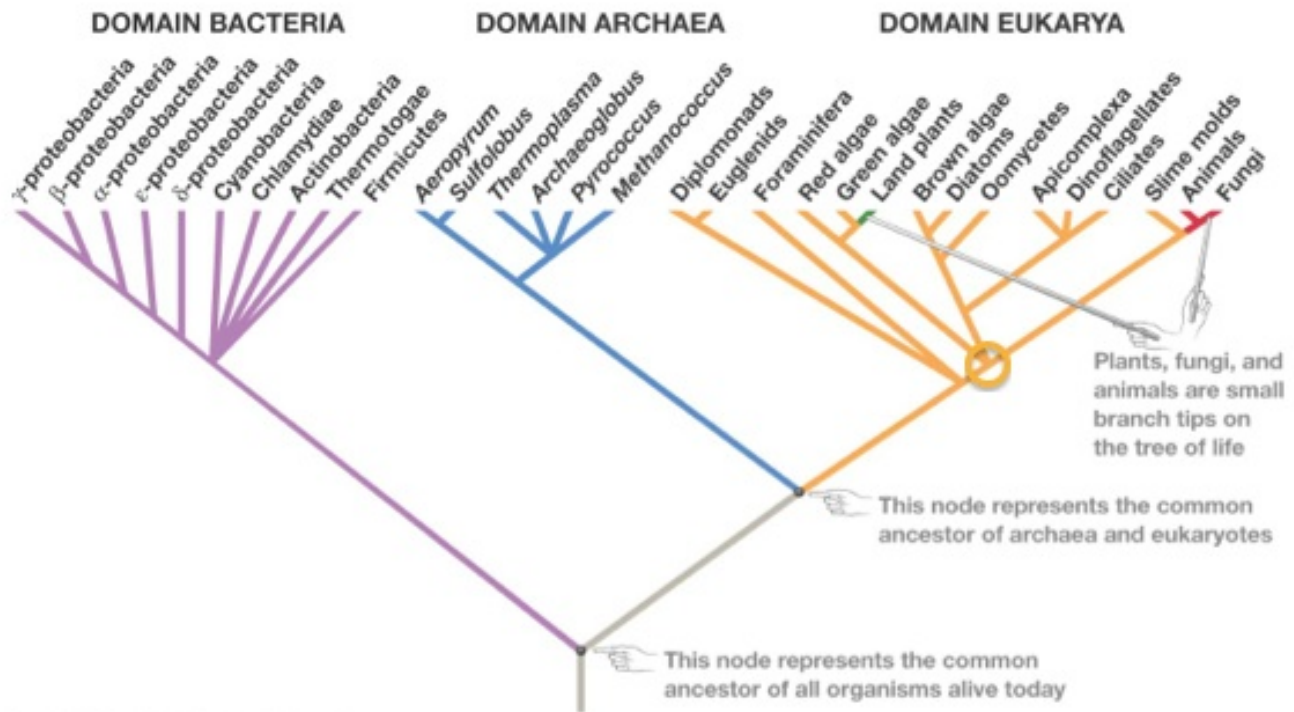 DOMAIN BACTERIA
DOMAIN ARCHAEA
DOMAIN EUKARYA
γ-proteobacteria
β-proteobacteria
α-proteobacteria
ε-proteobacteria
δ-proteobacteria
Cyanobacteria
Chlamydiae
Actinobacteria
Thermotogae
Firmicutes
Aeropyrum
Sulfolobus
Thermoplasma
Archaeoglobus
Pyrococcus
Methanococcus
Diplomonads
Euglenids
Foraminifera
Red algae
Green algae
Land plants
Brown algae
Diatoms
Oomycetes
Apicomplexa
Dinoflagellates
Ciliates
Slime molds
Animals
Fungi
Plants, fungi, and
animals are small
branch tips on
the tree of life
This node represents the common
ancestor of archaea and eukaryotes
This node represents the common
ancestor of all organisms alive today